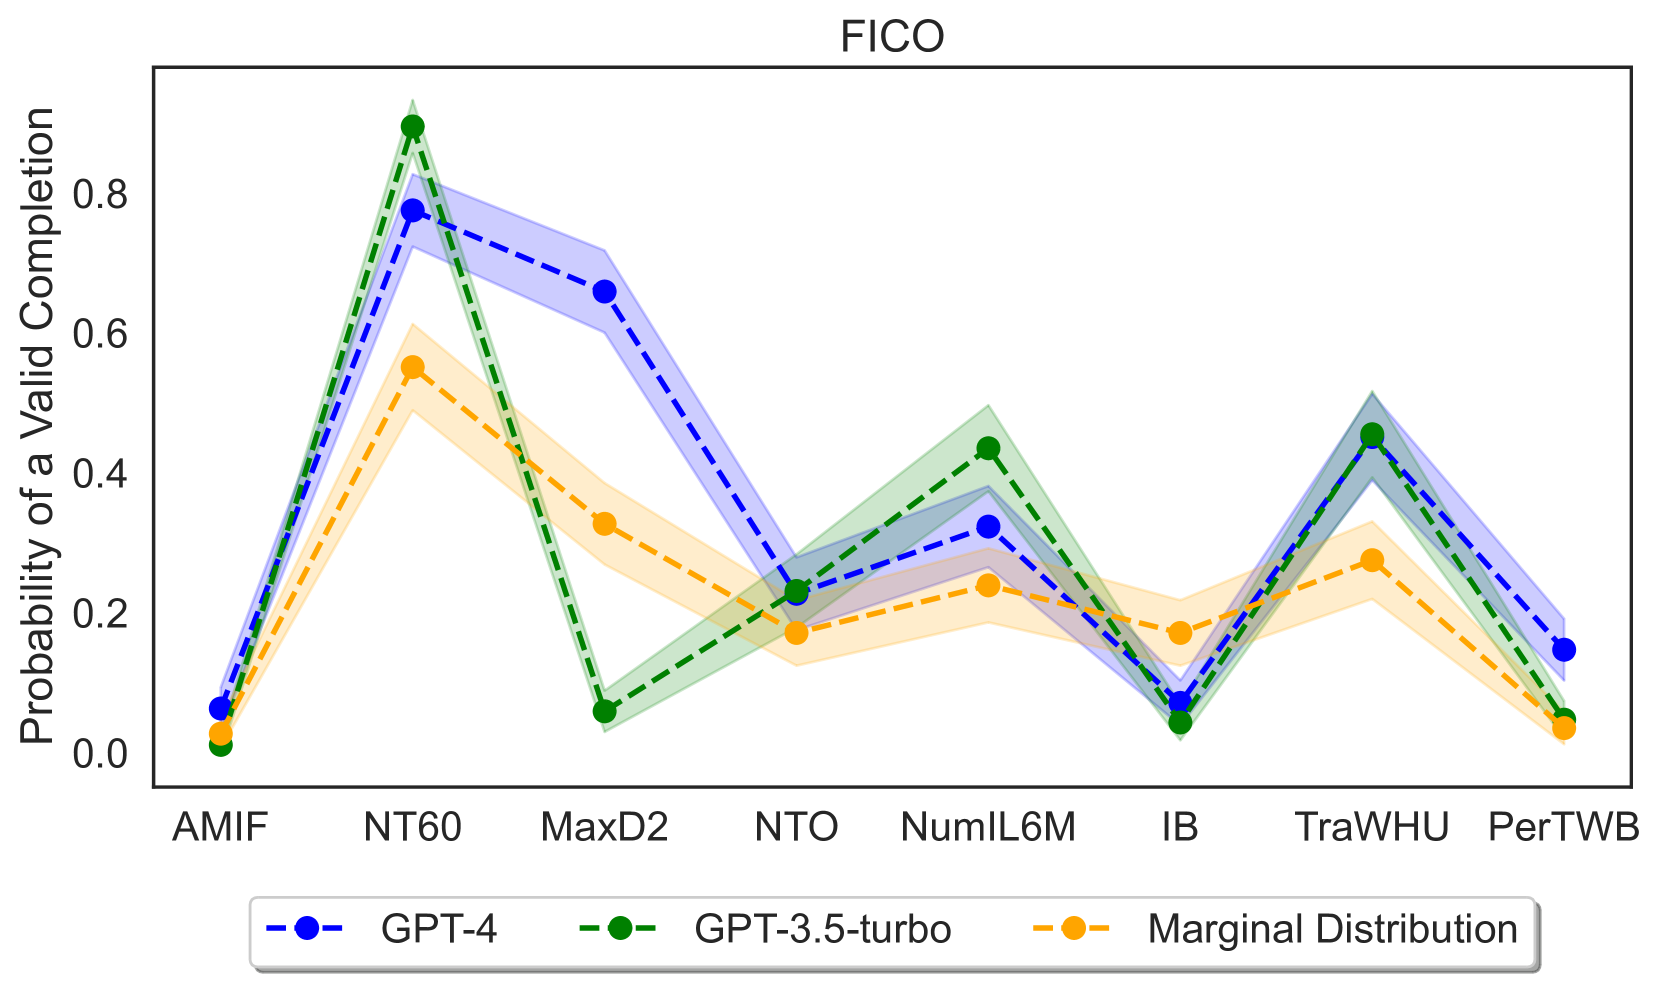 FICO
Probability of a Valid Completion
0.8
0.6
0.4
0.2
0.0
AMIF NT60 MaxD2 NTO NumIL6M IB TraWHU PerTWB
GPT-4 GPT-3.5-turbo Marginal Distribution